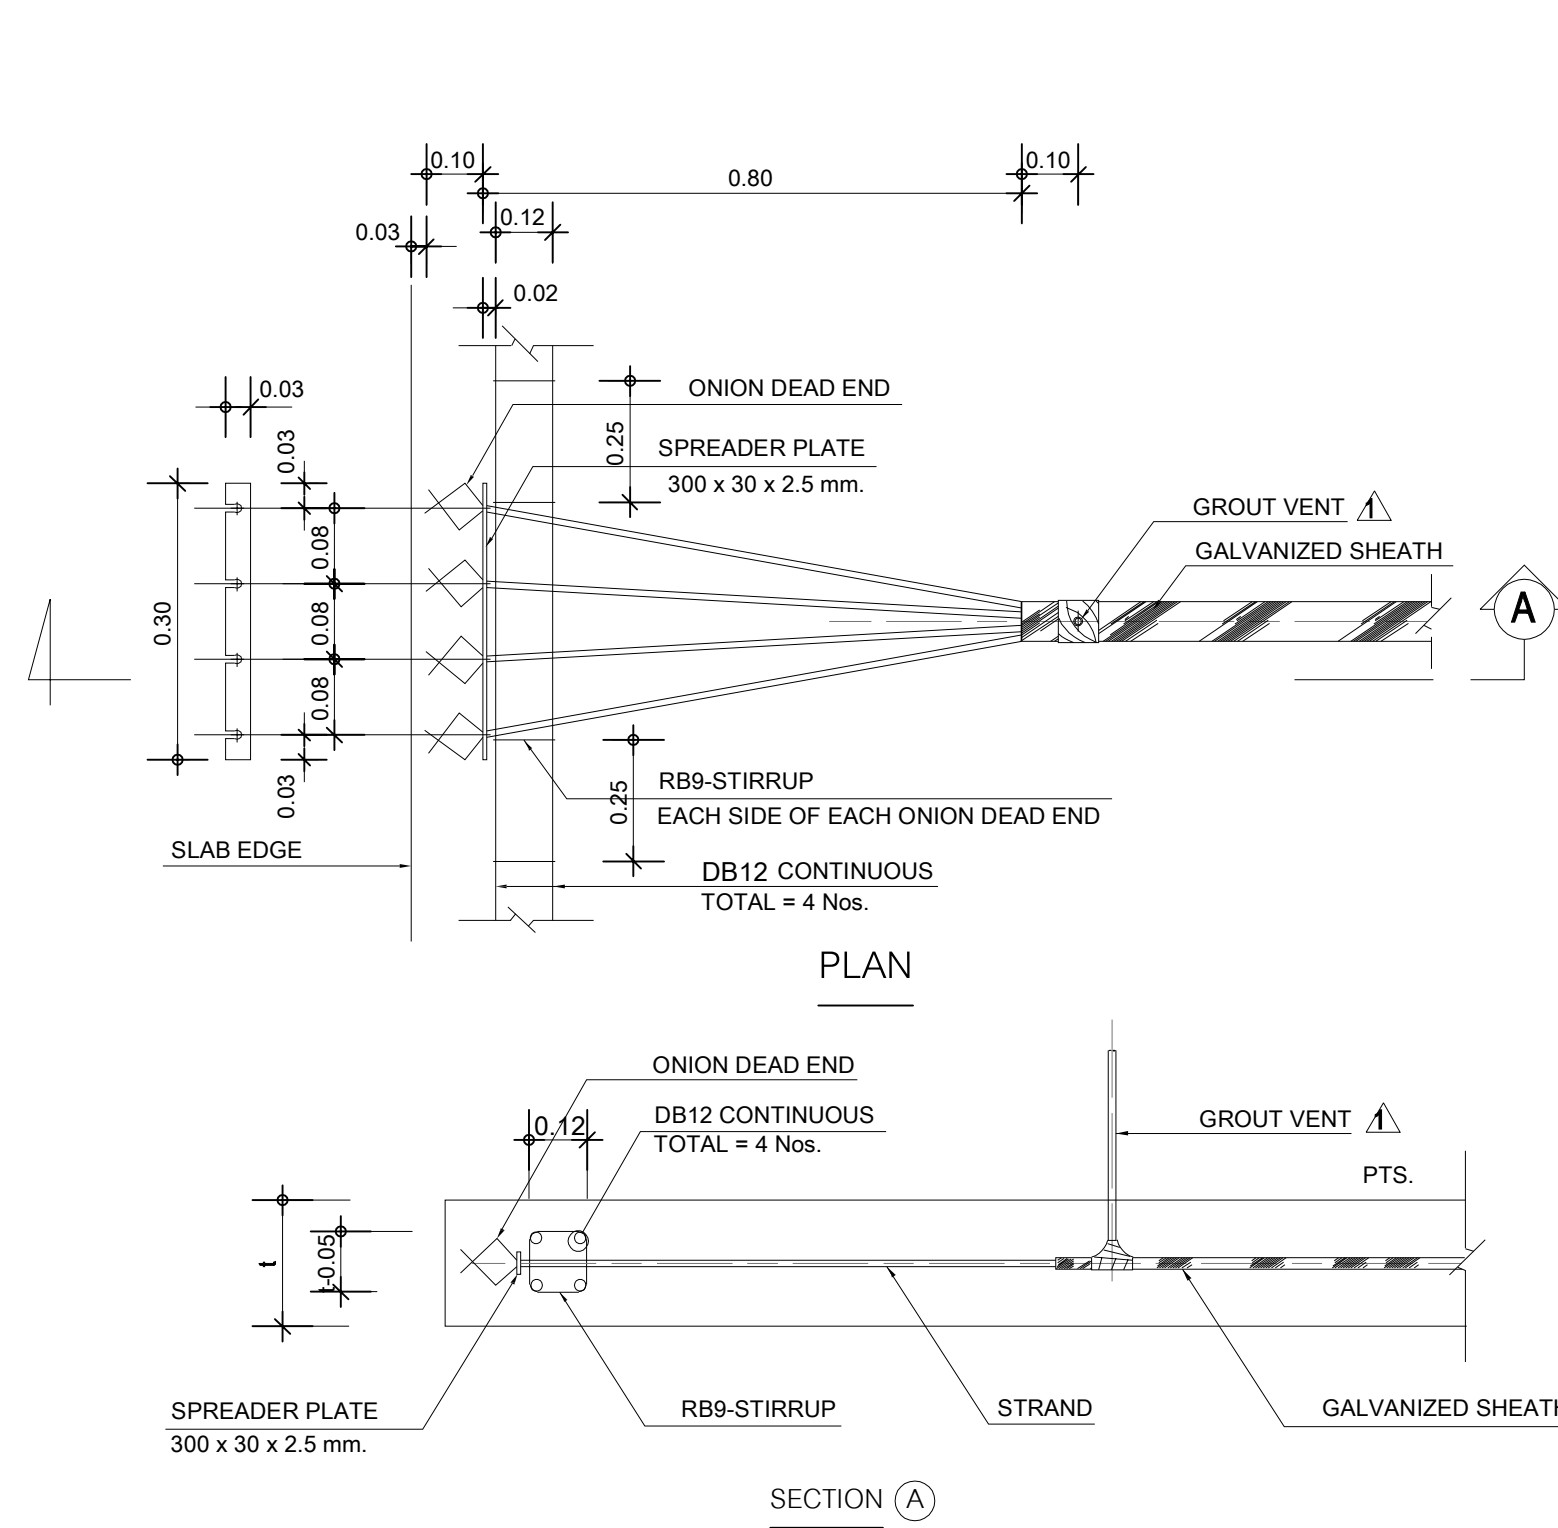 0.10
0.80
0.10
0.03
0.12
0.02
0.03
ONION DEAD END
0.03
0.25
SPREADER PLATE
300 x 30 x 2.5 mm.
GROUT VENT 1
GALVANIZED SHEATH
0.08
0.30
0.08
A
0.08
0.03
0.25
RB9-STIRRUP
EACH SIDE OF EACH ONION DEAD END
SLAB EDGE
DB12 CONTINUOUS
TOTAL = 4 Nos.
PLAN
ONION DEAD END
0.12
DB12 CONTINUOUS
TOTAL = 4 Nos.
GROUT VENT 1
PTS.
t
t-0.05
SPREADER PLATE
300 x 30 x 2.5 mm.
RB9-STIRRUP
STRAND
GALVANIZED SHEATH
SECTION A